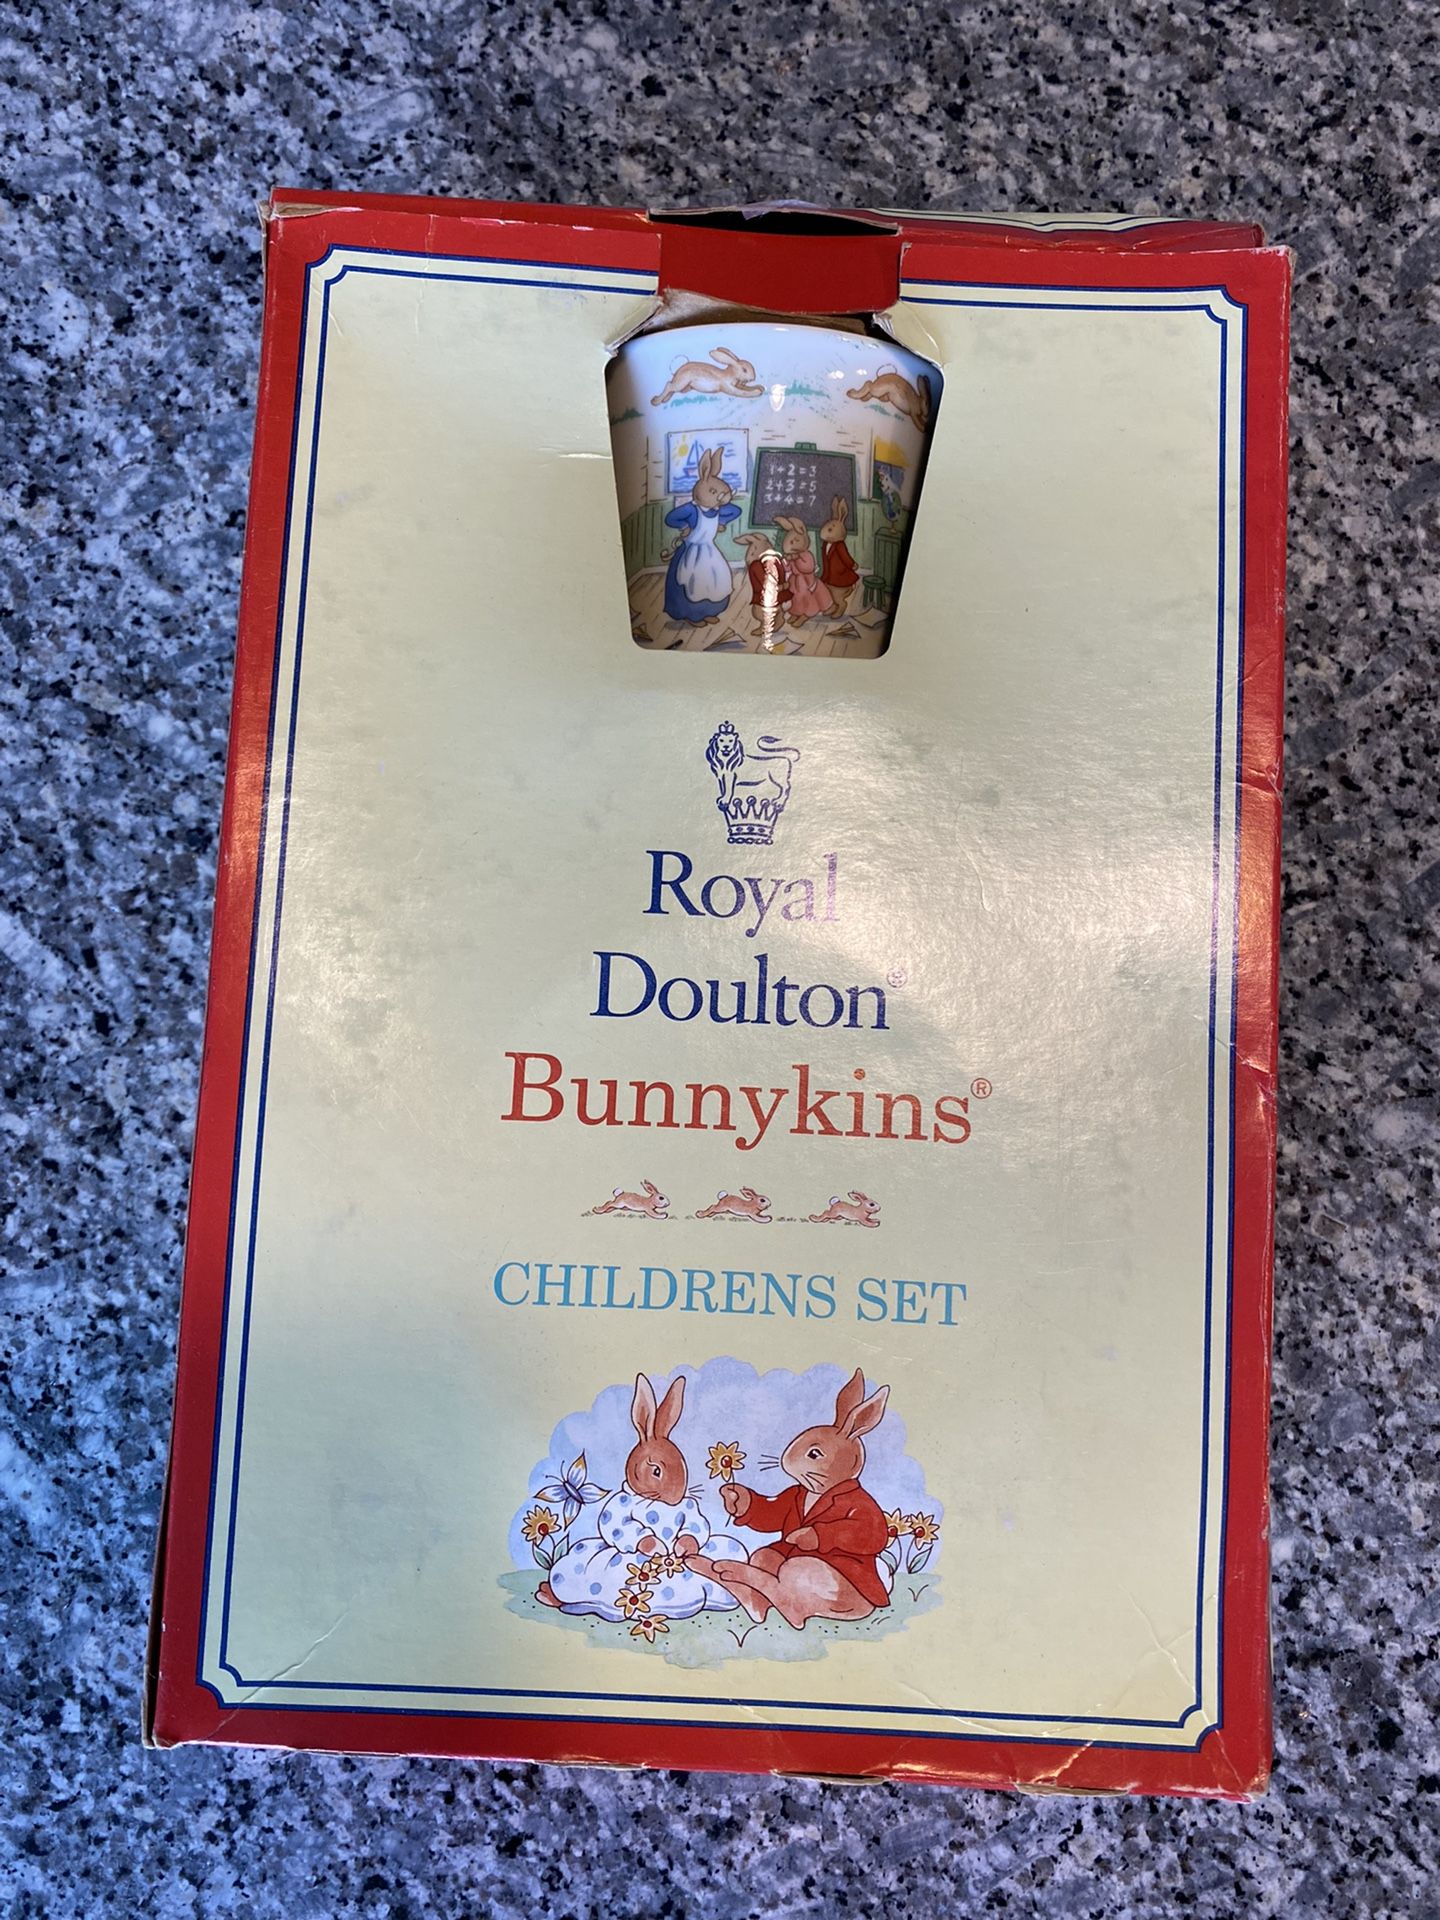 1+2=3
2+3=5
3+4=7
Royal
Doulton®
Bunnykins®
CHILDRENS SET